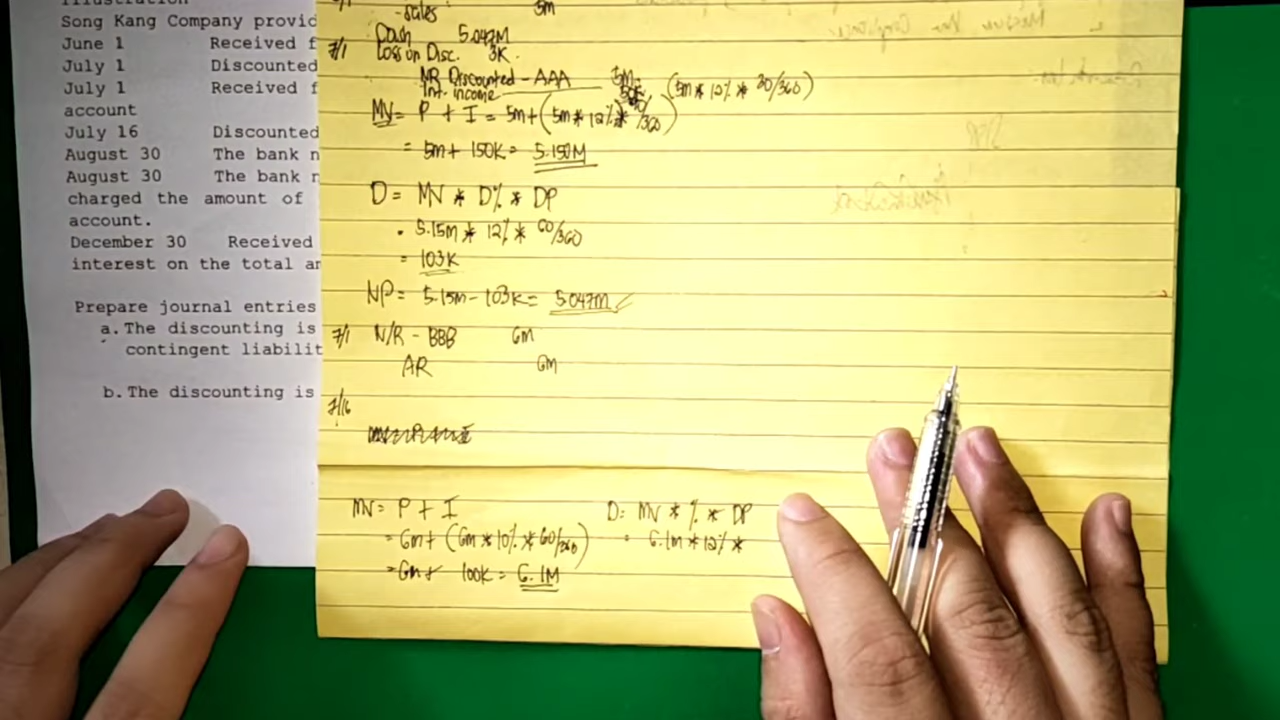 Illustration
Song Kang Company provid
June 1 Received f
July 1 Discounted
July 1 Received f
account
July 16 Discounted
August 30 The bank n
August 30 The bank n
charged the amount of
account.
December 30 Received
interest on the total an
Prepare journal entries
a. The discounting is
contingent liabilit
b. The discounting is
Sales 5m
7/1 Cash 5.047M
Loss on Disc. 3K
NR Discounted - AAA 5M
Int. income 50K (5m * 12% * 30/360)
MV = P + I = 5m + (5m * 12% * 90/360)
= 5m + 150K = 5.150M
D = MV * D% * DP
= 5.15m * 12% * 60/360
= 103K
NP = 5.15m - 103K = 5.047M ✓
7/1 N/R - BBB 6m
AR 6m
7/16
MV = P + I
= 6m + (6m * 10% * 60/360)
= 6m + 100K = 6.1M
D: MV * % * DP
= 6.1m * 12% *